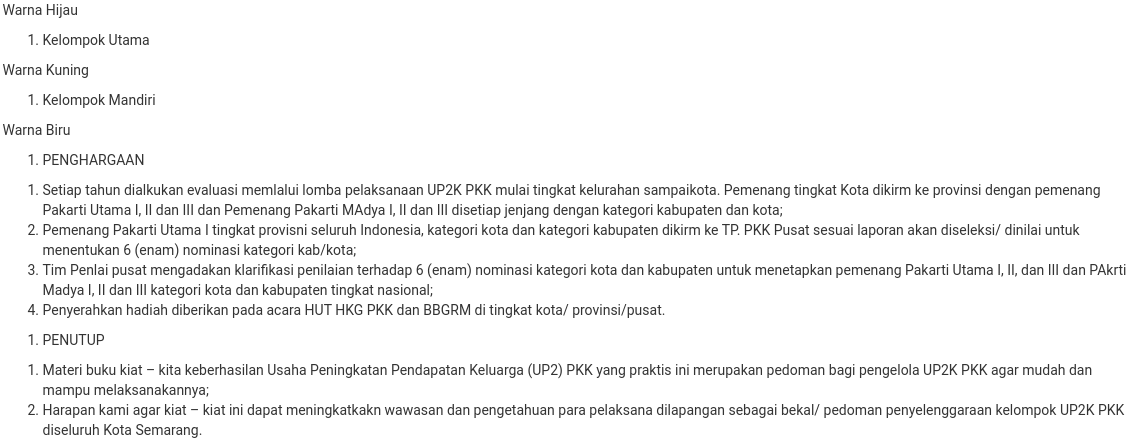 Warna Hijau
1. Kelompok Utama
Warna Kuning
1. Kelompok Mandiri
Warna Biru
1. PENGHARGAAN
1. Setiap tahun dialkukan evaluasi memlalui lomba pelaksanaan UP2K PKK mulai tingkat kelurahan sampaikota. Pemenang tingkat Kota dikirm ke provinsi dengan pemenang
Pakarti Utama I, II dan III dan Pemenang Pakarti MAdya I, II dan III disetiap jenjang dengan kategori kabupaten dan kota;
2. Pemenang Pakarti Utama I tingkat provisni seluruh Indonesia, kategori kota dan kategori kabupaten dikirm ke TP. PKK Pusat sesuai laporan akan diseleksi/ dinilai untuk
menentukan 6 (enam) nominasi kategori kab/kota;
3. Tim Penlai pusat mengadakan klarifikasi penilaian terhadap 6 (enam) nominasi kategori kota dan kabupaten untuk menetapkan pemenang Pakarti Utama I, II, dan III dan PAkrti
Madya I, II dan III kategori kota dan kabupaten tingkat nasional;
4. Penyerahkan hadiah diberikan pada acara HUT HKG PKK dan BBGRM di tingkat kota/ provinsi/pusat.
1. PENUTUP
1. Materi buku kiat – kita keberhasilan Usaha Peningkatan Pendapatan Keluarga (UP2) PKK yang praktis ini merupakan pedoman bagi pengelola UP2K PKK agar mudah dan
mampu melaksanakannya;
2. Harapan kami agar kiat – kiat ini dapat meningkatkakn wawasan dan pengetahuan para pelaksana dilapangan sebagai bekal/ pedoman penyelenggaraan kelompok UP2K PKK
diseluruh Kota Semarang.